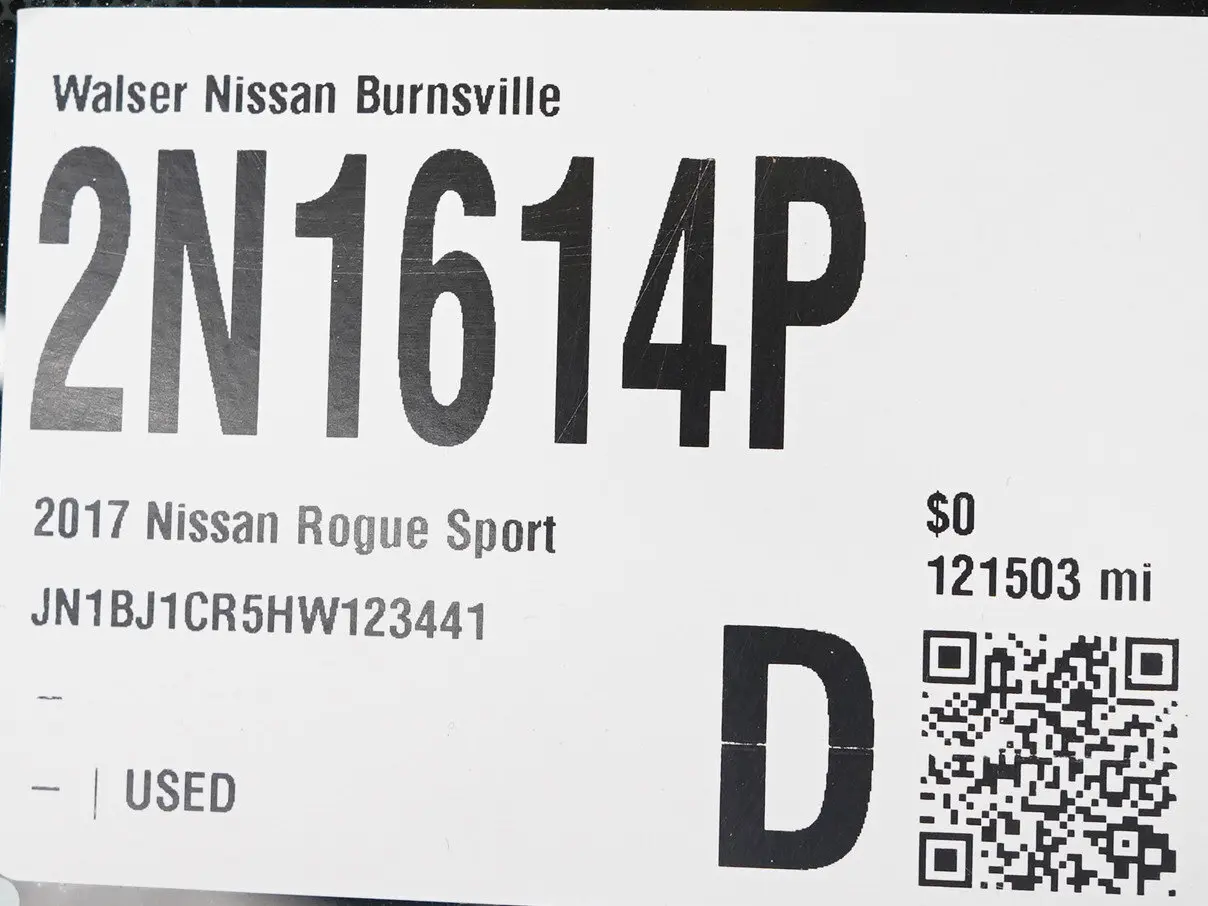 Walser Nissan Burnsville
2N1614P
2017 Nissan Rogue Sport
JN1BJ1CR5HW123441
$0
121503 mi
–
– | USED
D